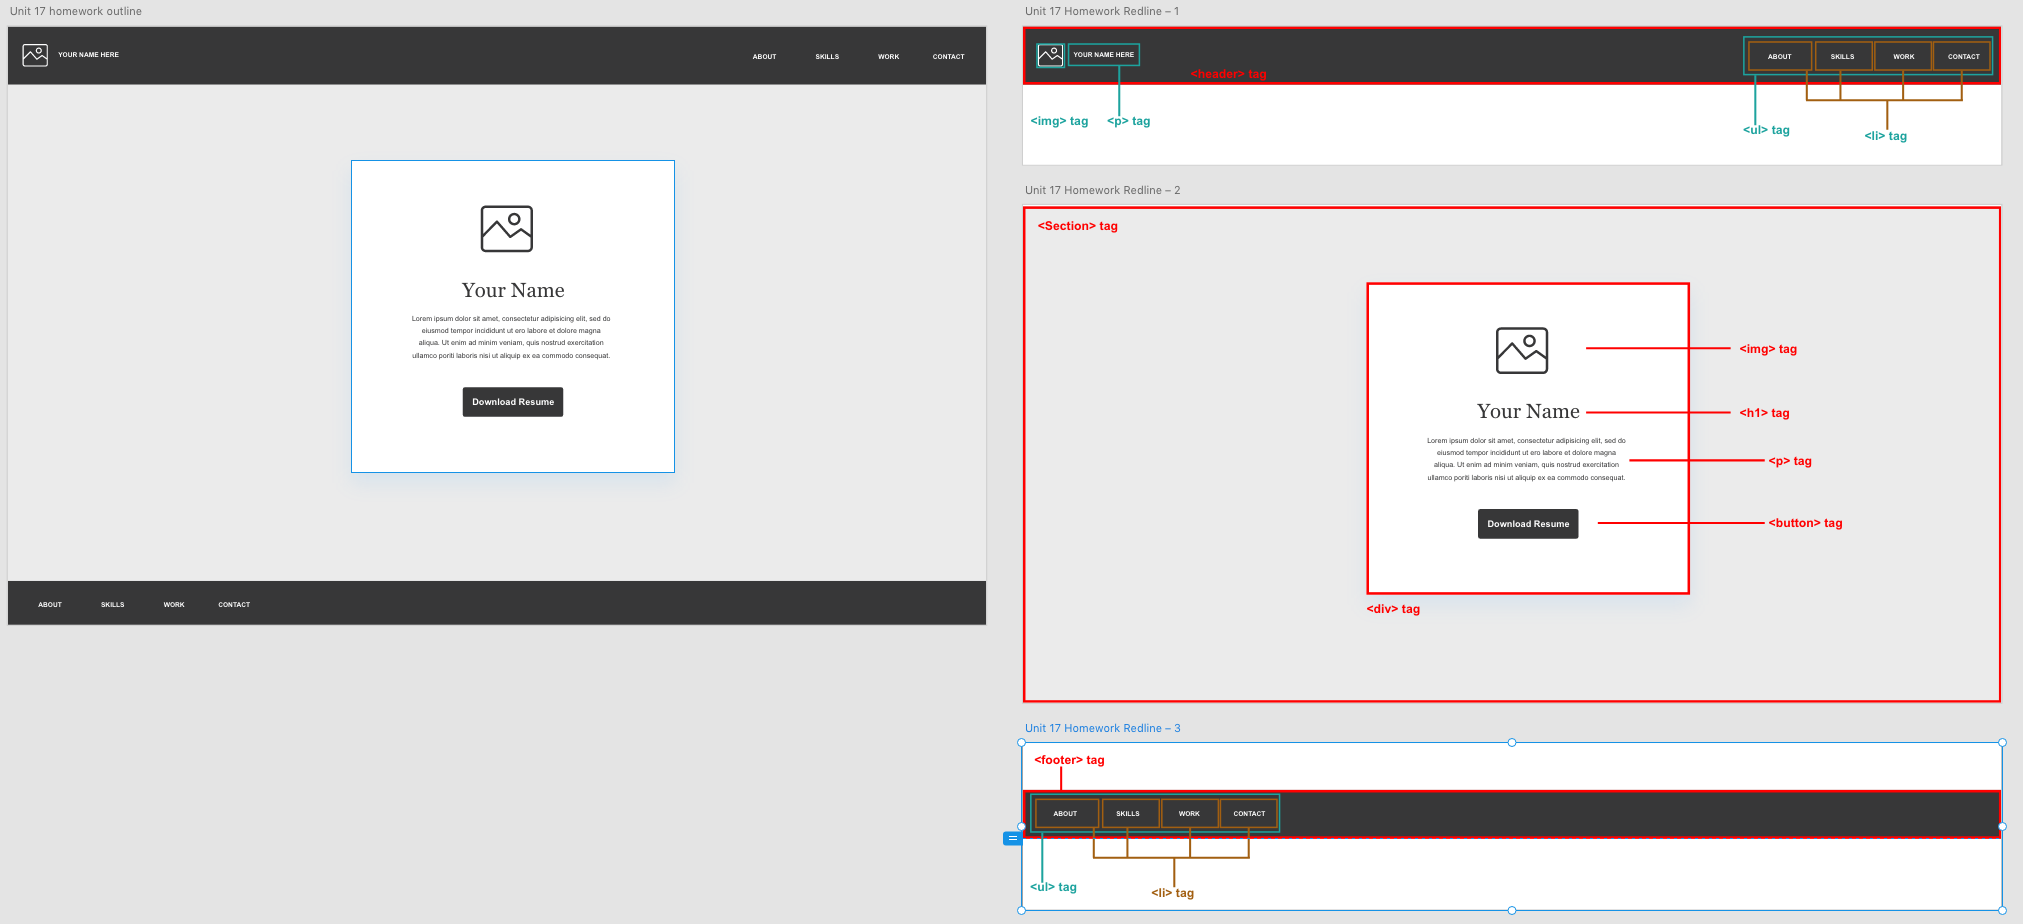 Unit 17 homework outline
YOUR NAME HERE
ABOUT SKILLS WORK CONTACT
Your Name
Lorem ipsum dolor sit amet, consectetur adipisicing elit, sed do
eiusmod tempor incididunt ut ero labore et dolore magna
aliqua. Ut enim ad minim veniam, quis nostrud exercitation
ullamco poriti laboris nisi ut aliquip ex ea commodo consequat.
Download Resume
ABOUT SKILLS WORK CONTACT
Unit 17 Homework Redline – 1
YOUR NAME HERE
ABOUT SKILLS WORK CONTACT
<header> tag
<img> tag <p> tag
<ul> tag
<li> tag
Unit 17 Homework Redline – 2
<Section> tag
<img> tag
Your Name
<h1> tag
Lorem ipsum dolor sit amet, consectetur adipisicing elit, sed do
eiusmod tempor incididunt ut ero labore et dolore magna
aliqua. Ut enim ad minim veniam, quis nostrud exercitation
ullamco poriti laboris nisi ut aliquip ex ea commodo consequat.
<p> tag
Download Resume
<button> tag
<div> tag
Unit 17 Homework Redline – 3
<footer> tag
ABOUT SKILLS WORK CONTACT
<ul> tag
<li> tag